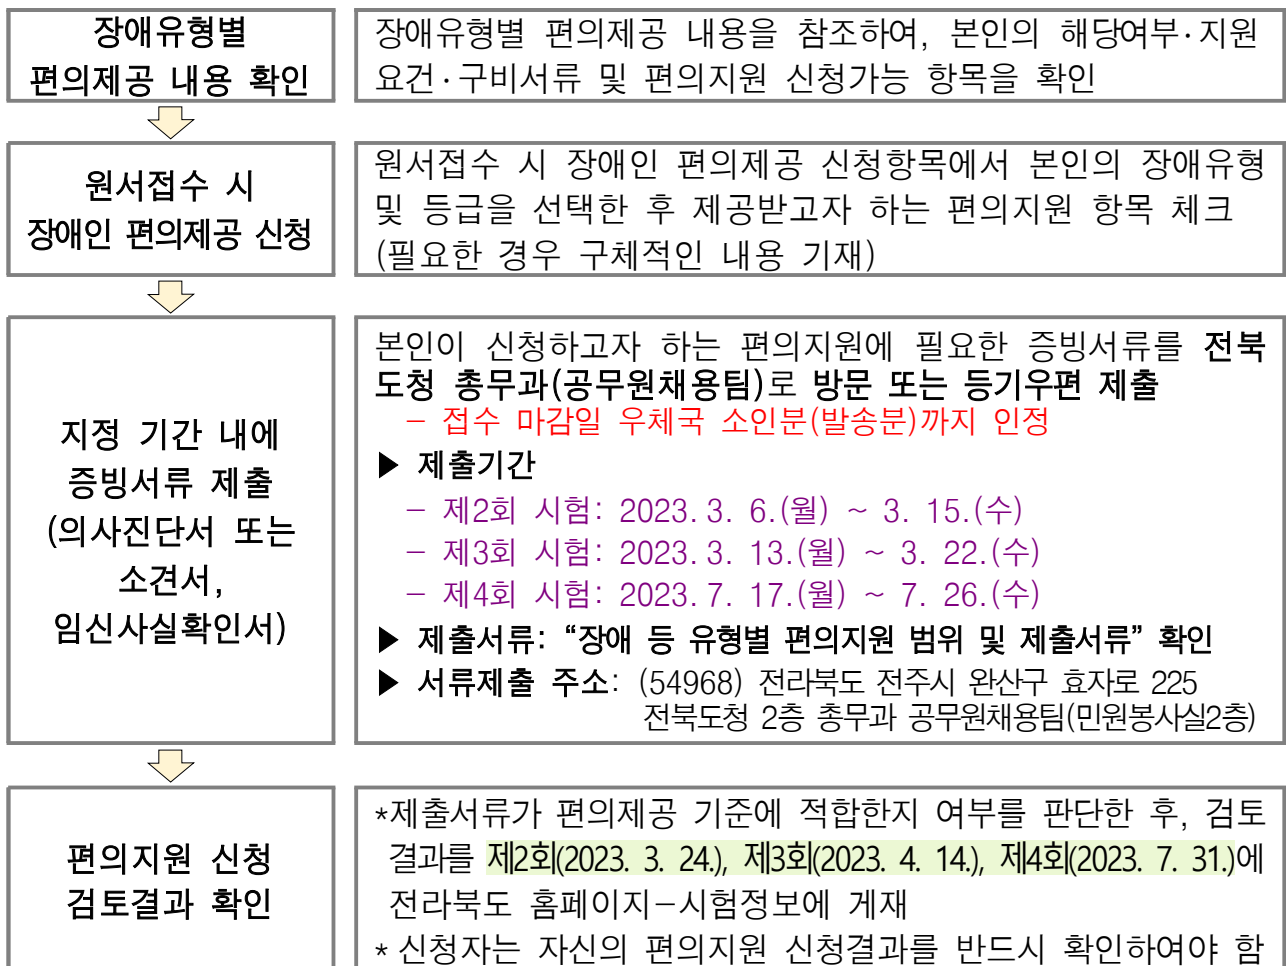 장애유형별
편의제공 내용 확인
장애유형별 편의제공 내용을 참조하여, 본인의 해당여부·지원
요건·구비서류 및 편의지원 신청가능 항목을 확인
원서접수 시
장애인 편의제공 신청
원서접수 시 장애인 편의제공 신청항목에서 본인의 장애유형
및 등급을 선택한 후 제공받고자 하는 편의지원 항목 체크
(필요한 경우 구체적인 내용 기재)
지정 기간 내에
증빙서류 제출
(의사진단서 또는
소견서,
임신사실확인서)
본인이 신청하고자 하는 편의지원에 필요한 증빙서류를 전북
도청 총무과(공무원채용팀)로 방문 또는 등기우편 제출
- 접수 마감일 우체국 소인분(발송분)까지 인정
▶ 제출기간
- 제2회 시험: 2023. 3. 6.(월) ~ 3. 15.(수)
- 제3회 시험: 2023. 3. 13.(월) ~ 3. 22.(수)
- 제4회 시험: 2023. 7. 17.(월) ~ 7. 26.(수)
▶ 제출서류: “장애 등 유형별 편의지원 범위 및 제출서류” 확인
▶ 서류제출 주소: (54968) 전라북도 전주시 완산구 효자로 225
전북도청 2층 총무과 공무원채용팀(민원봉사실2층)
편의지원 신청
검토결과 확인
*제출서류가 편의제공 기준에 적합한지 여부를 판단한 후, 검토
결과를 제2회(2023. 3. 24.), 제3회(2023. 4. 14.), 제4회(2023. 7. 31.)에
전라북도 홈페이지-시험정보에 게재
* 신청자는 자신의 편의지원 신청결과를 반드시 확인하여야 함